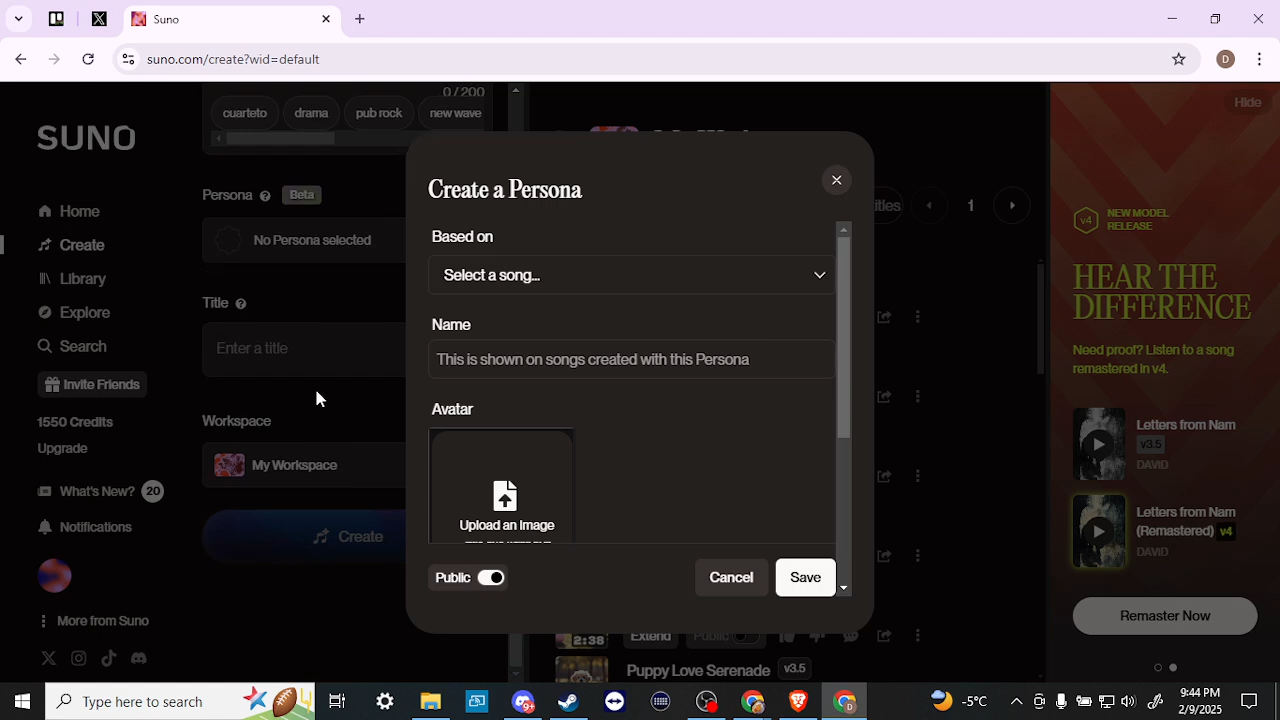 Suno
suno.com/create?wid=default
D
SUNO
Home
Create
Library
Explore
Search
Invite Friends
1550 Credits
Upgrade
What's New? 20
Notifications
More from Suno
0 / 200
cuarteto drama pub rock new wave
Persona Beta
No Persona selected
Title
Enter a title
Workspace
My Workspace
Create
Create a Persona
Based on
Select a song...
Name
This is shown on songs created with this Persona
Avatar
Upload an Image
Public
Cancel Save
1
2:38
Extend Public
Puppy Love Serenade v3.5
Hide
v4
NEW MODEL
RELEASE
HEAR THE
DIFFERENCE
Need proof? Listen to a song
remastered in v4.
Letters from Nam
v3.5
DAVID
Letters from Nam
(Remastered) v4
DAVID
Remaster Now
Type here to search
9+
D
-5°C
9:44 PM
2/9/2025